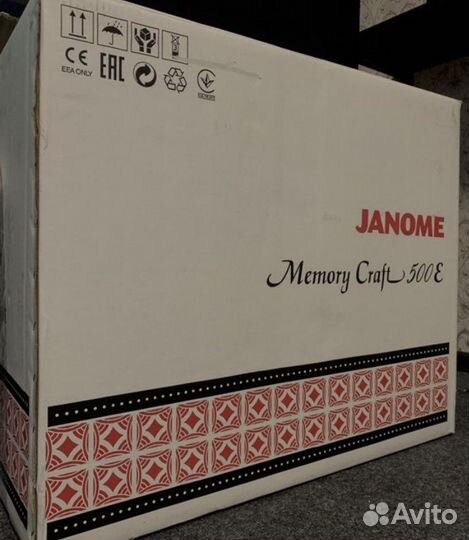 CE EAC
EEA ONLY
JANOME
Memory Craft 500E
Avito